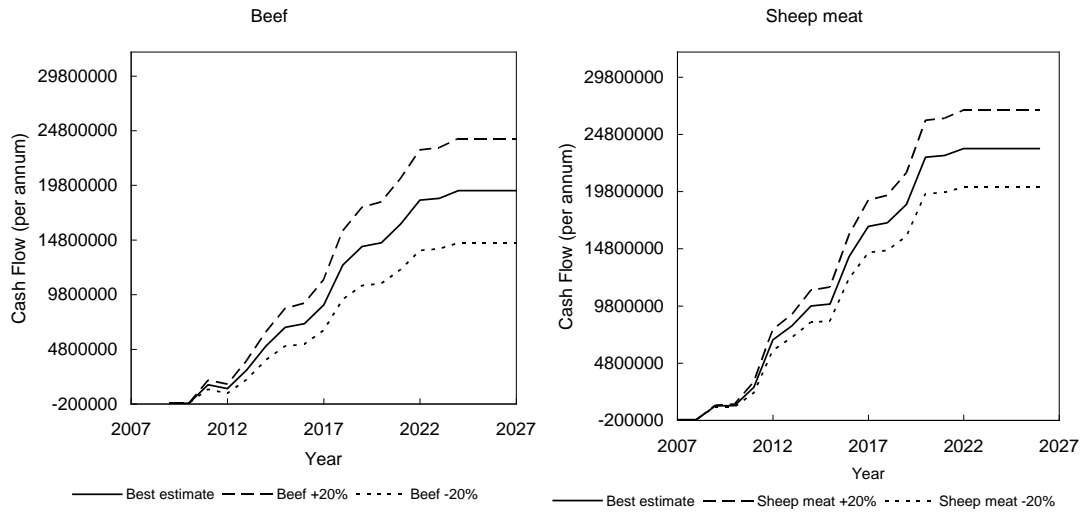 Beef
Cash Flow (per annum)
29800000
24800000
19800000
14800000
9800000
4800000
-200000
2007 2012 2017 2022 2027
Year
Best estimate Beef +20% Beef -20%
Sheep meat
Cash Flow (per annum)
29800000
24800000
19800000
14800000
9800000
4800000
-200000
2007 2012 2017 2022 2027
Year
Best estimate Sheep meat +20% Sheep meat -20%